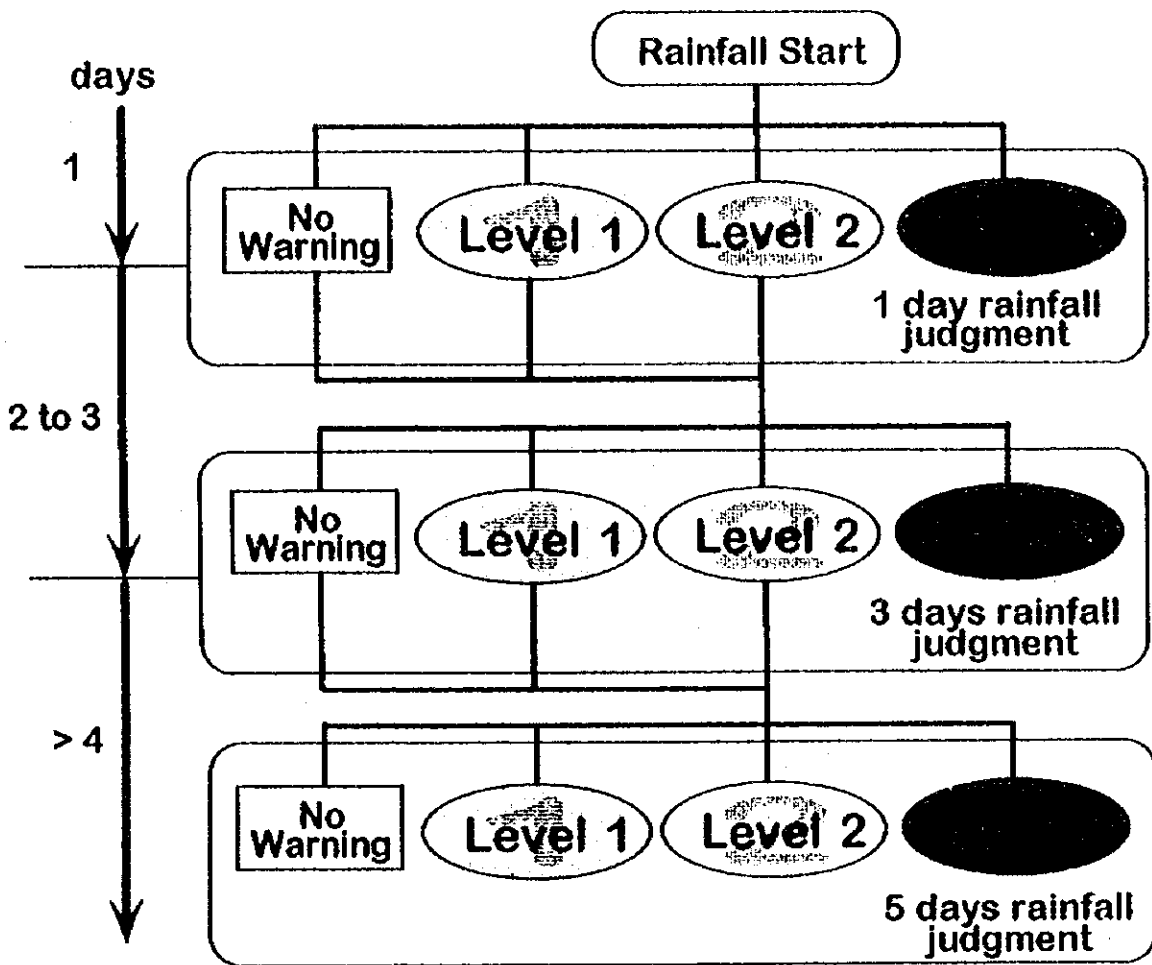 Rainfall Start
days
1
No
Warning
Level 1
Level 2
1 day rainfall
judgment
2 to 3
No
Warning
Level 1
Level 2
3 days rainfall
judgment
> 4
No
Warning
Level 1
Level 2
5 days rainfall
judgment